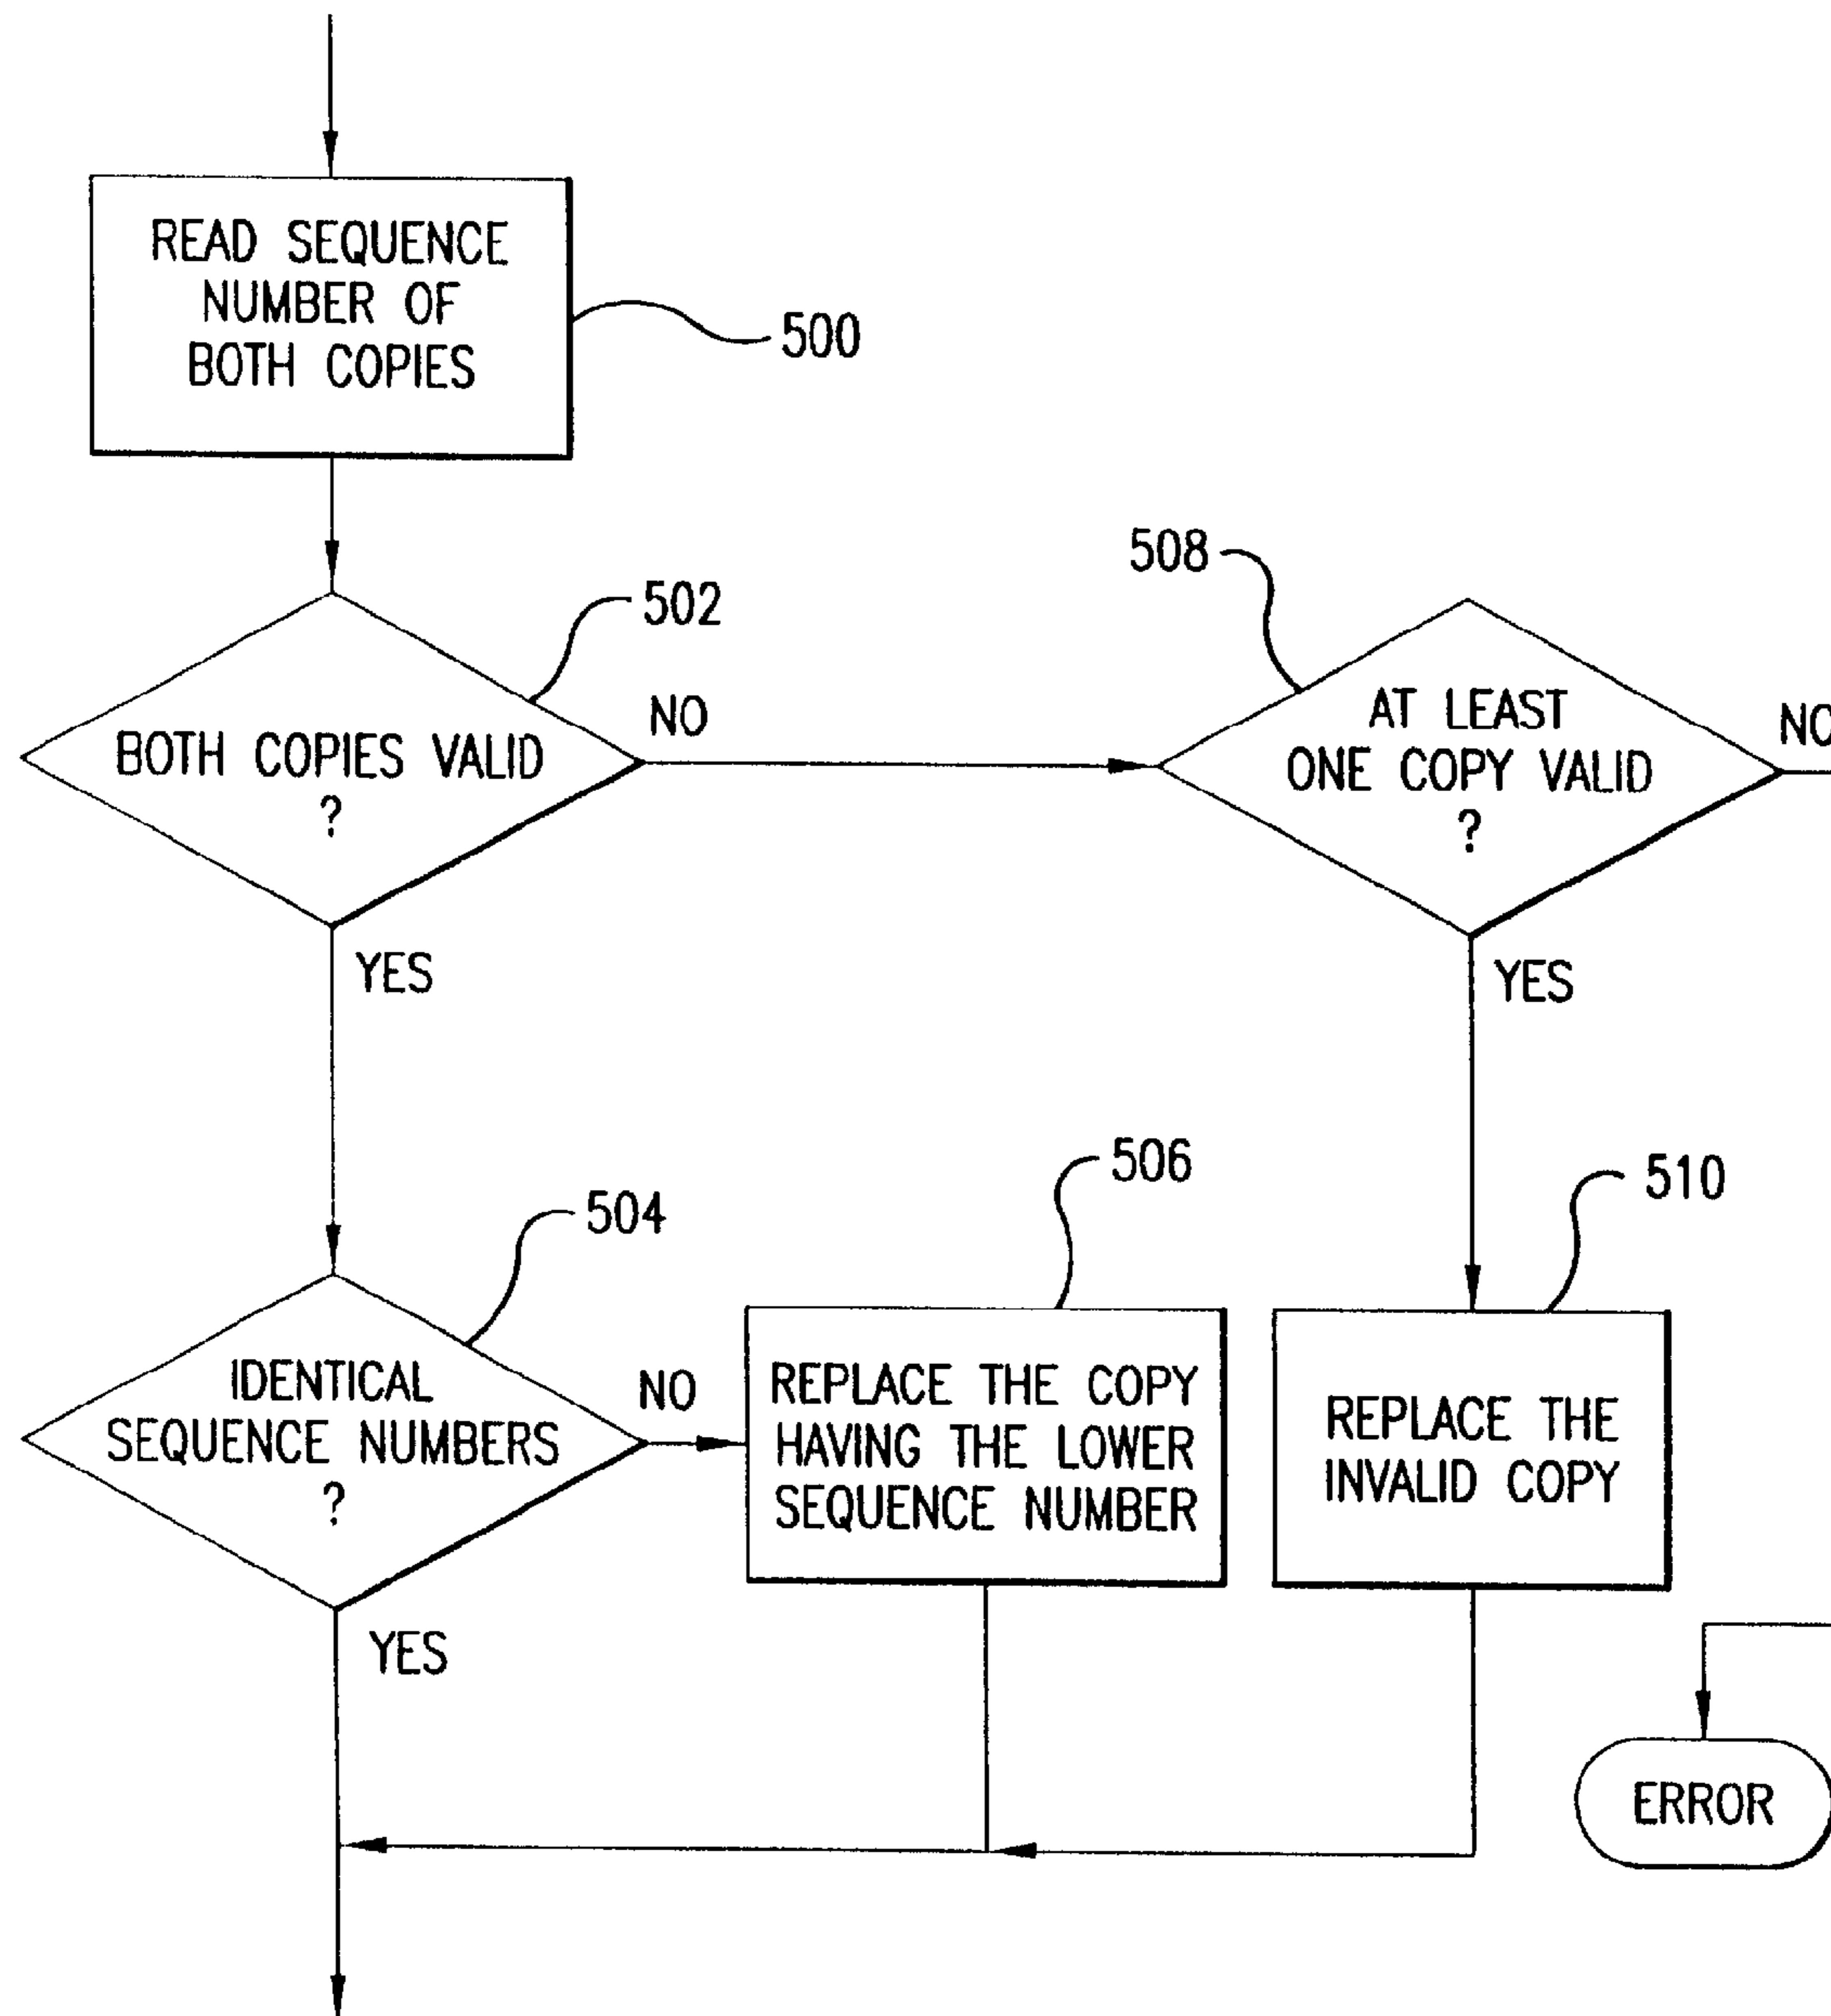 READ SEQUENCE
NUMBER OF
BOTH COPIES
500
502
508
BOTH COPIES VALID
?
NO
AT LEAST
ONE COPY VALID
?
NO
YES
YES
504
506
510
IDENTICAL
SEQUENCE NUMBERS
?
NO
REPLACE THE COPY
HAVING THE LOWER
SEQUENCE NUMBER
REPLACE THE
INVALID COPY
YES
ERROR